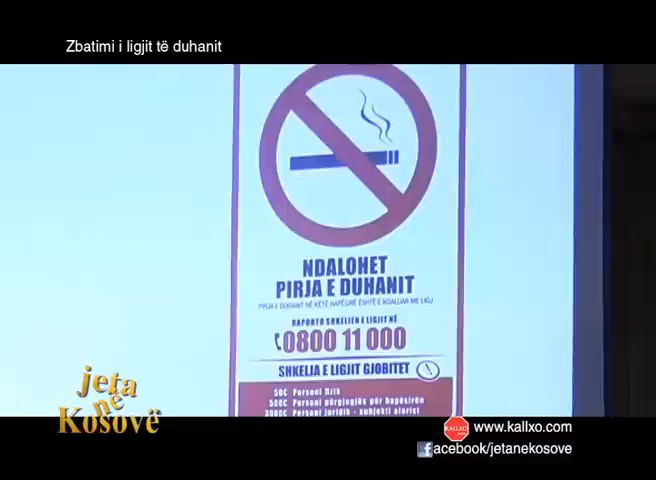 Zbatimi i ligjit të duhanit
NDALOHET
PIRJA E DUHANIT
PIRJA E DUHANIT NË KËTË HAPËSIRË ËSHTË E NDALUAR ME LIGJ
RAPORTO SHKELJEN E LIGJIT NË
0800 11 000
SHKELJA E LIGJIT GJOBITET
50€ Personi fizik
500€ Personi përgjegjës për hapësirën
Personi juridik - subjekti afarist
jeta
në
Kosovë
KALLXO
www.kallxo.com
facebook/jetanekosove